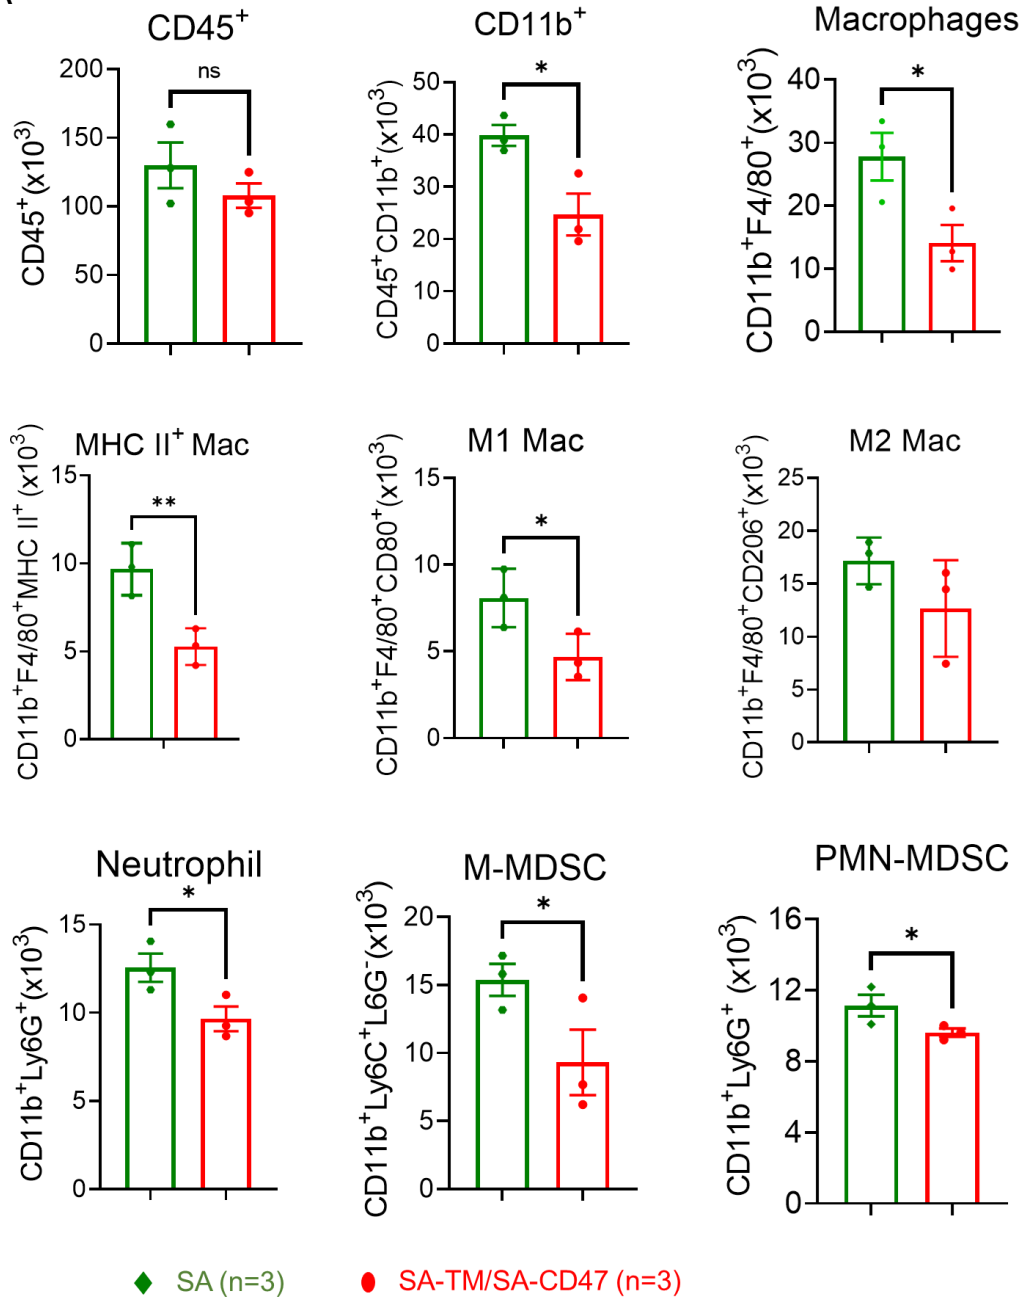 CD45+
ns
CD45+(x103)
200
150
100
50
0
CD11b+
*
CD45+CD11b+(x103)
50
40
30
20
10
0
Macrophages
*
CD11b+F4/80+(x103)
40
30
20
10
0
MHC II+ Mac
**
CD11b+F4/80+MHC II+ (x103)
15
10
5
0
M1 Mac
*
CD11b+F4/80+CD80+(x103)
15
10
5
0
M2 Mac
CD11b+F4/80+CD206+(x103)
25
20
15
10
5
0
Neutrophil
*
CD11b+Ly6G+(x103)
15
10
5
0
M-MDSC
*
CD11b+Ly6C+L6G-(x103)
20
15
10
5
0
PMN-MDSC
*
CD11b+Ly6G+ (x103)
16
12
8
4
0
SA (n=3)
SA-TM/SA-CD47 (n=3)